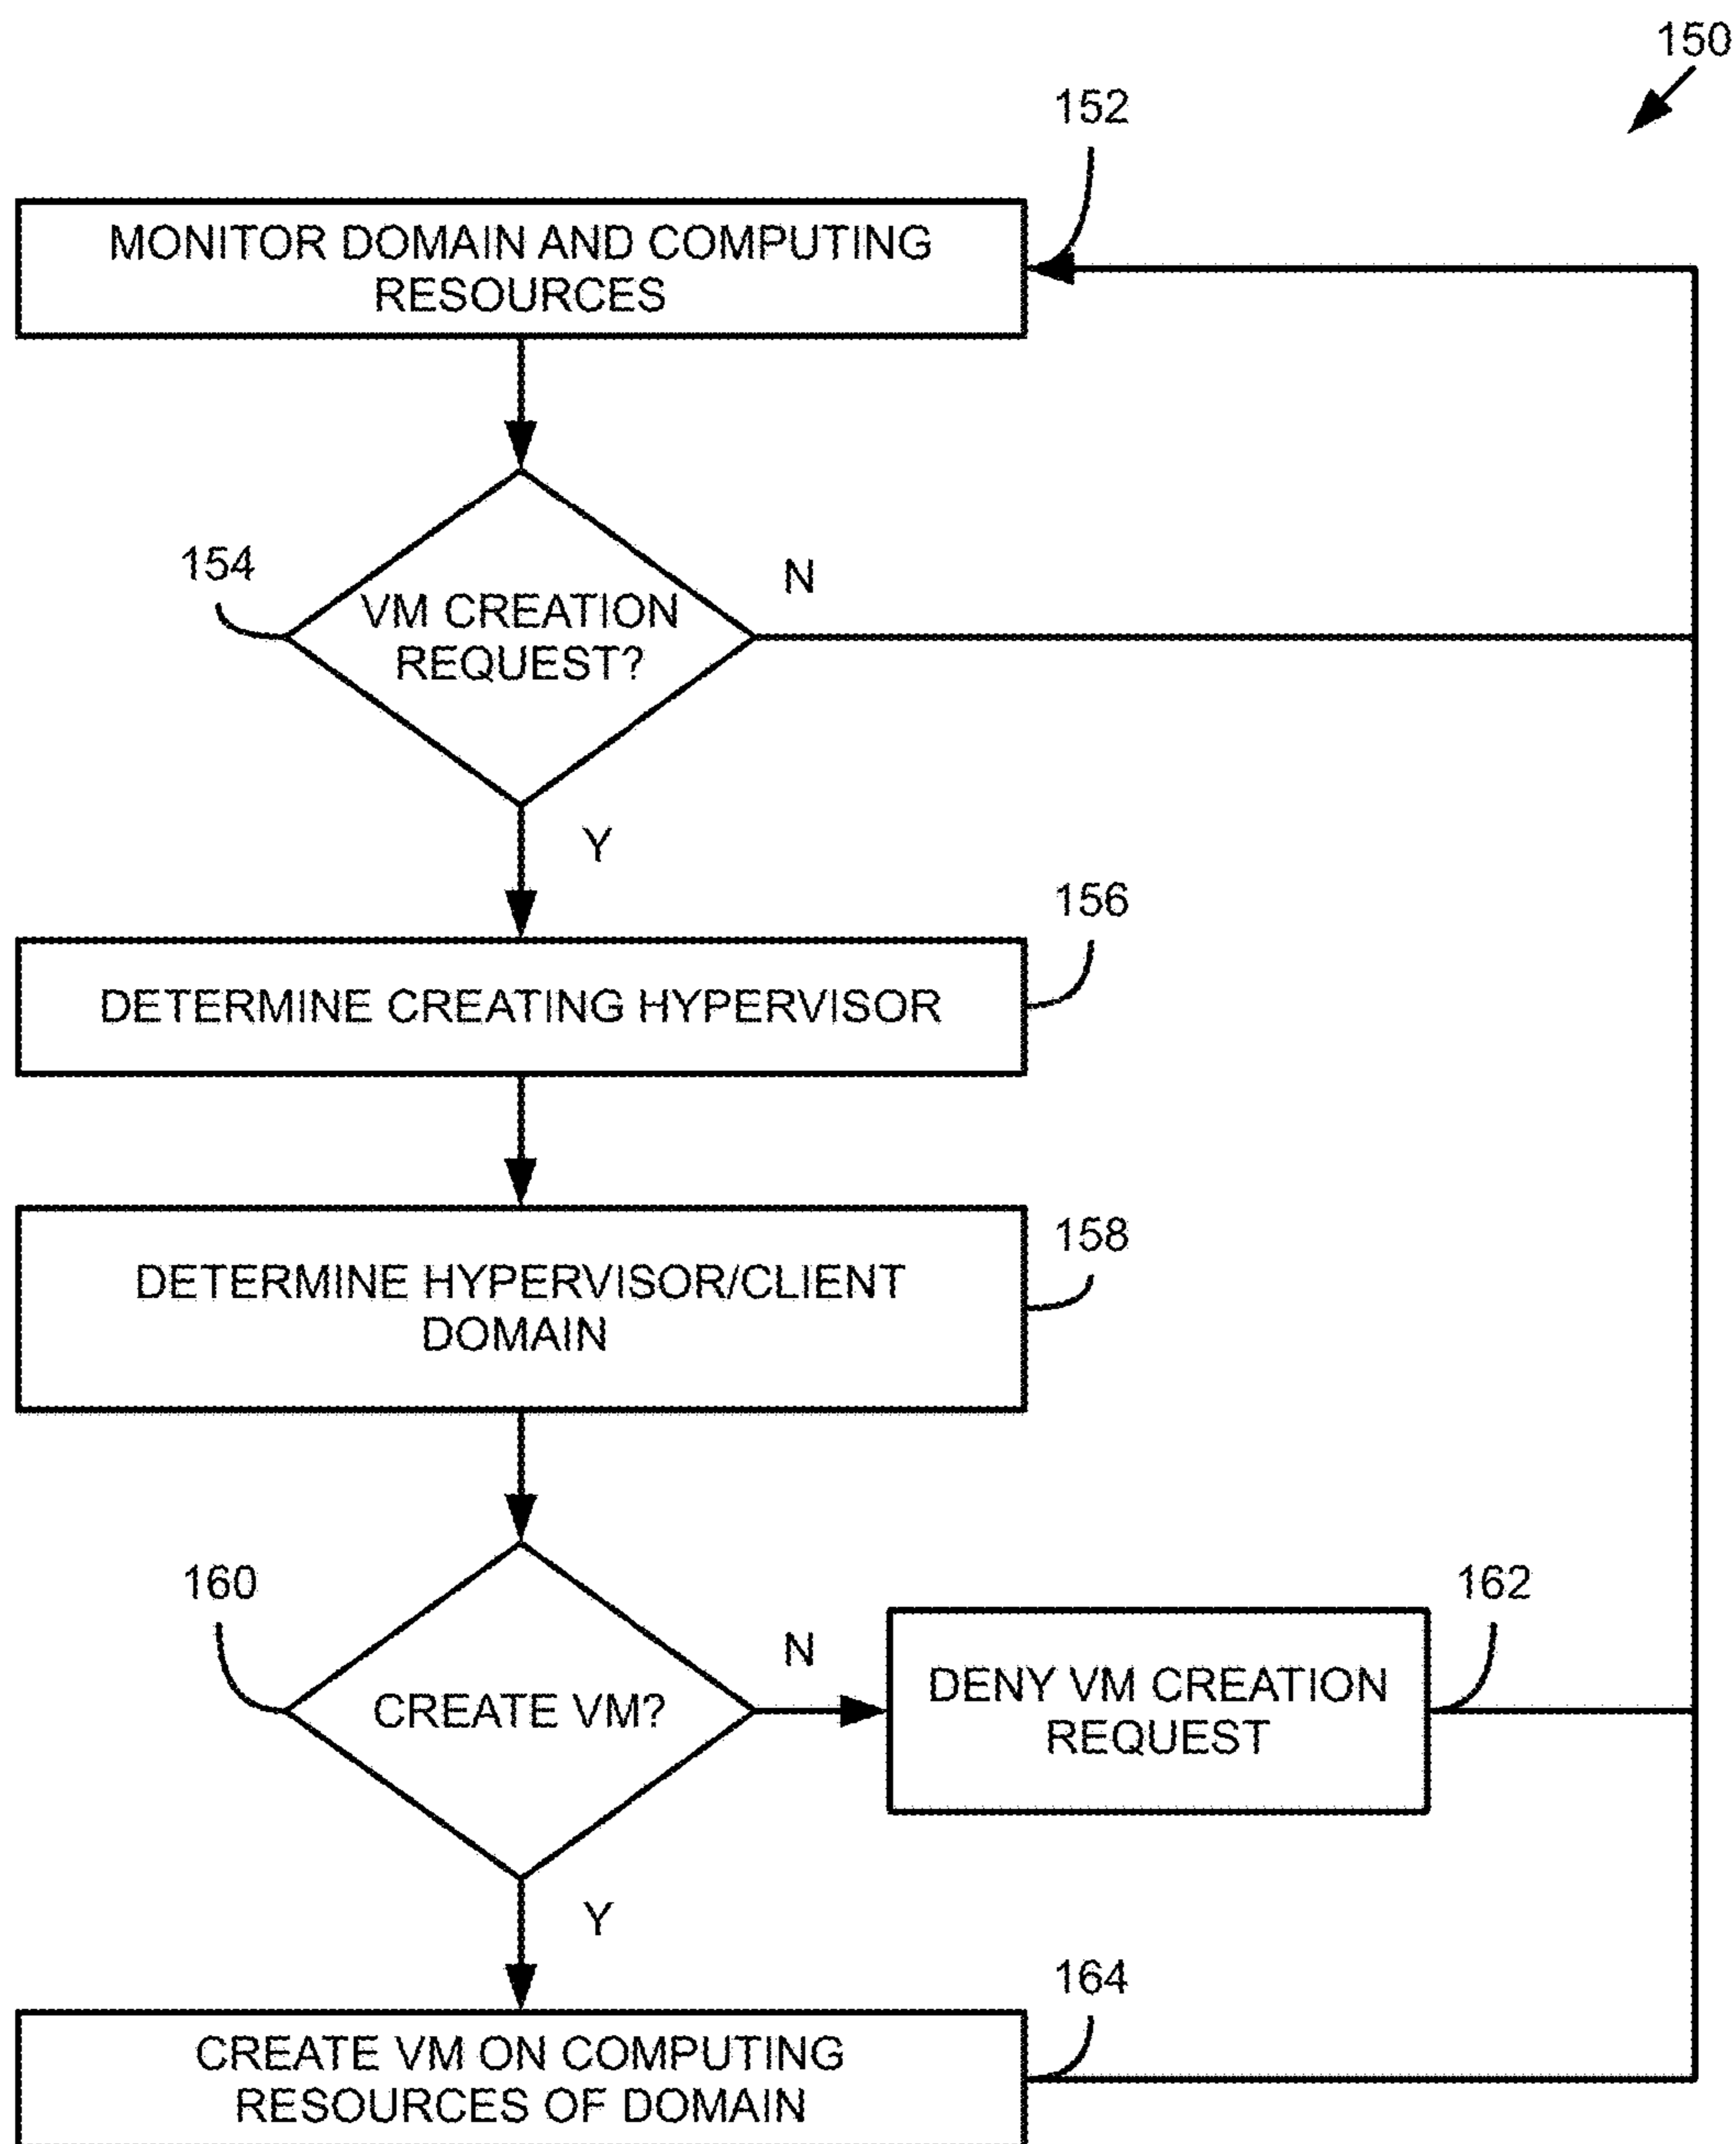 150
152
MONITOR DOMAIN AND COMPUTING
RESOURCES
154
N
VM CREATION
REQUEST?
Y
156
DETERMINE CREATING HYPERVISOR
158
DETERMINE HYPERVISOR/CLIENT
DOMAIN
160
162
N
CREATE VM?
DENY VM CREATION
REQUEST
Y
164
CREATE VM ON COMPUTING
RESOURCES OF DOMAIN